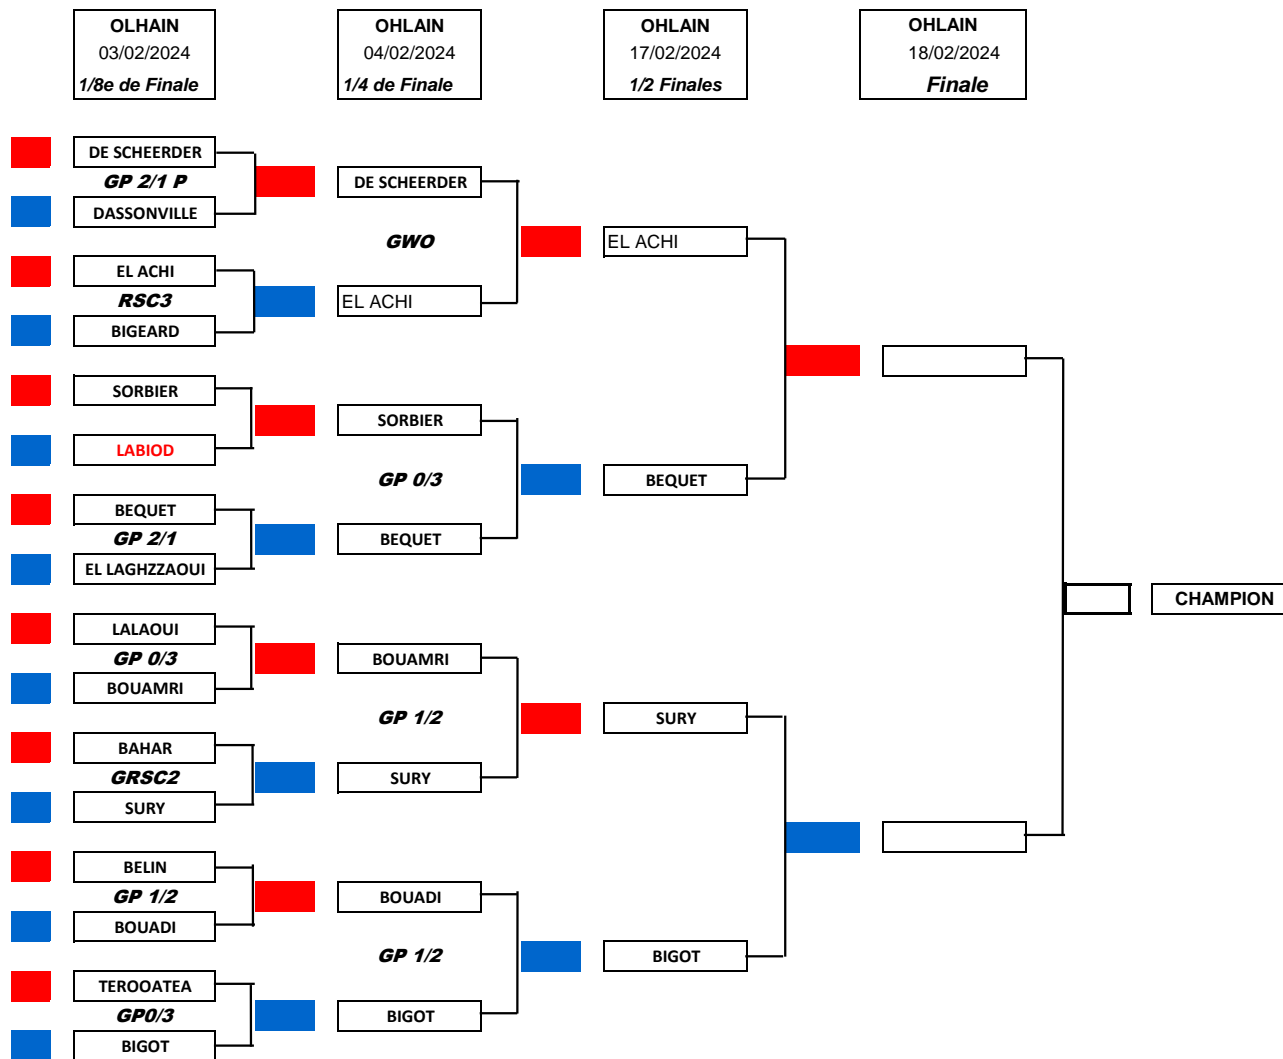 OLHAIN
03/02/2024
1/8e de Finale
OHLAIN
04/02/2024
1/4 de Finale
OHLAIN
17/02/2024
1/2 Finales
OHLAIN
18/02/2024
Finale
DE SCHEERDER
GP 2/1 P
DASSONVILLE
EL ACHI
RSC3
BIGEARD
SORBIER
LABIOD
BEQUET
GP 2/1
EL LAGHZZAOUI
LALAOUI
GP 0/3
BOUAMRI
BAHAR
GRSC2
SURY
BELIN
GP 1/2
BOUADI
TEROOATEA
GP0/3
BIGOT
DE SCHEERDER
GWO
EL ACHI
SORBIER
GP 0/3
BEQUET
BOUAMRI
GP 1/2
SURY
BOUADI
GP 1/2
BIGOT
EL ACHI
BEQUET
SURY
BIGOT
CHAMPION